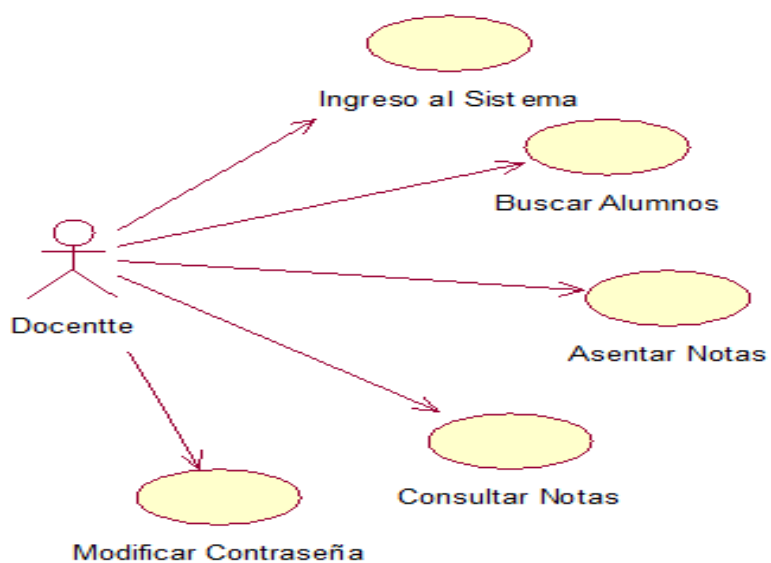 Ingreso al Sistema
Buscar Alumnos
Docentte
Asentar Notas
Consultar Notas
Modificar Contraseña